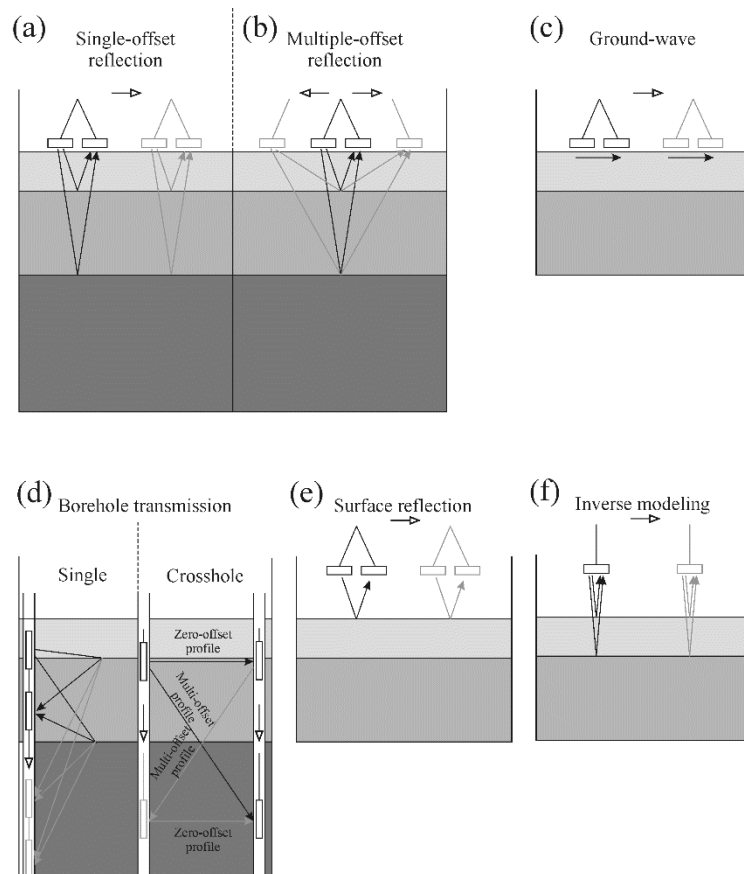 (a)
Single-offset
reflection
(b)
Multiple-offset
reflection
(c)
Ground-wave
(d)
Borehole transmission
Single
Crosshole
Zero-offset
profile
Multi-offset
profile
Multi-offset
profile
Zero-offset
profile
(e)
Surface reflection
(f)
Inverse modeling